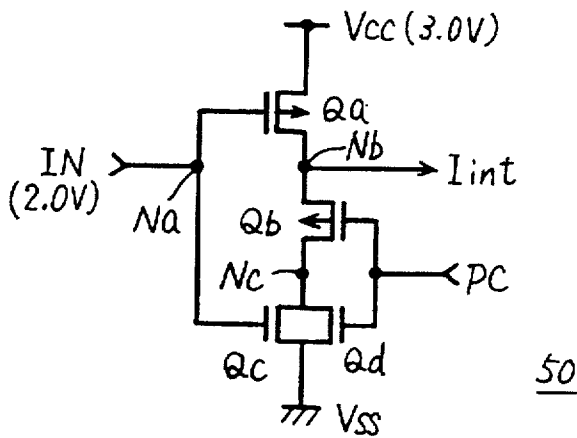 Vcc (3.0V)
Qa
Nb
IN
(2.0V)
Na
Iint
Qb
Nc
PC
Qc
Qd
50
Vss